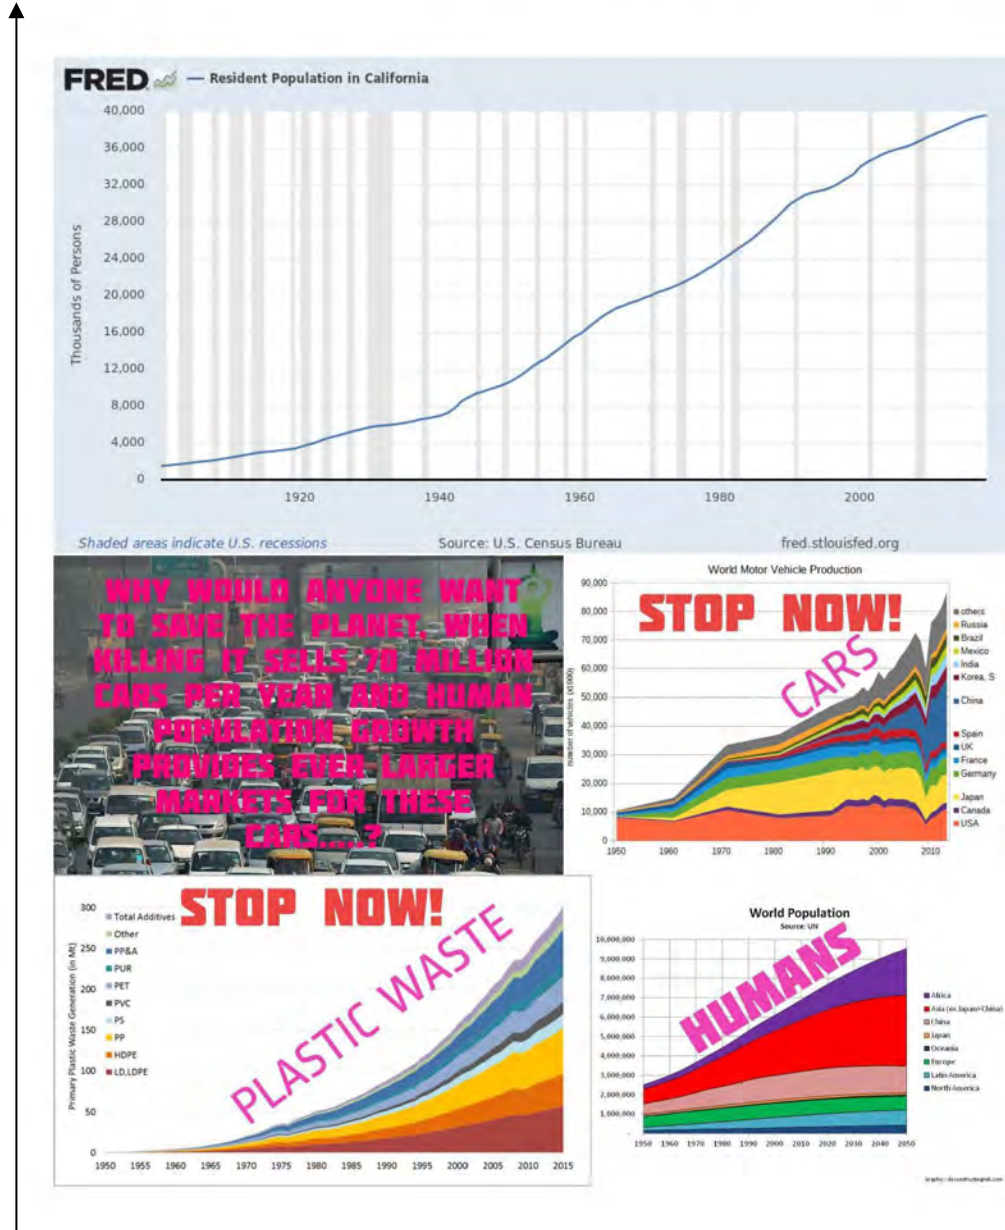 FRED — Resident Population in California
40,000
36,000
32,000
28,000
24,000
20,000
16,000
12,000
8,000
4,000
0
Thousands of Persons
1920 1940 1960 1980 2000
Shaded areas indicate U.S. recessions Source: U.S. Census Bureau fred.stlouisfed.org
WHY WOULD ANYONE WANT
TO SAVE THE PLANET, WHEN
KILLING IT SELLS 70 MILLION
CARS PER YEAR AND HUMAN
POPULATION GROWTH
PROVIDES EVER LARGER
MARKETS FOR THESE
CARS.....?
World Motor Vehicle Production
STOP NOW!
CARS
90,000
80,000
70,000
60,000
50,000
40,000
30,000
20,000
10,000
0
number of vehicles (x1000)
1950 1960 1970 1980 1990 2000 2010
others
Russia
Brazil
Mexico
India
Korea, S
China
Spain
UK
France
Germany
Japan
Canada
USA
STOP NOW!
PLASTIC WASTE
300
250
200
150
100
50
0
Primary Plastic Waste Generation (in Mt)
Total Additives
Other
PP&A
PUR
PET
PVC
PS
PP
HDPE
LD,LDPE
1950 1955 1960 1965 1970 1975 1980 1985 1990 1995 2000 2005 2010 2015
World Population
Source: UN
HUMANS
10,000,000
9,000,000
8,000,000
7,000,000
6,000,000
5,000,000
4,000,000
3,000,000
2,000,000
1,000,000
-
1950 1960 1970 1980 1990 2000 2010 2020 2030 2040 2050
Africa
Asia (ex Japan+China)
China
Japan
Oceania
Europe
Latin America
North America